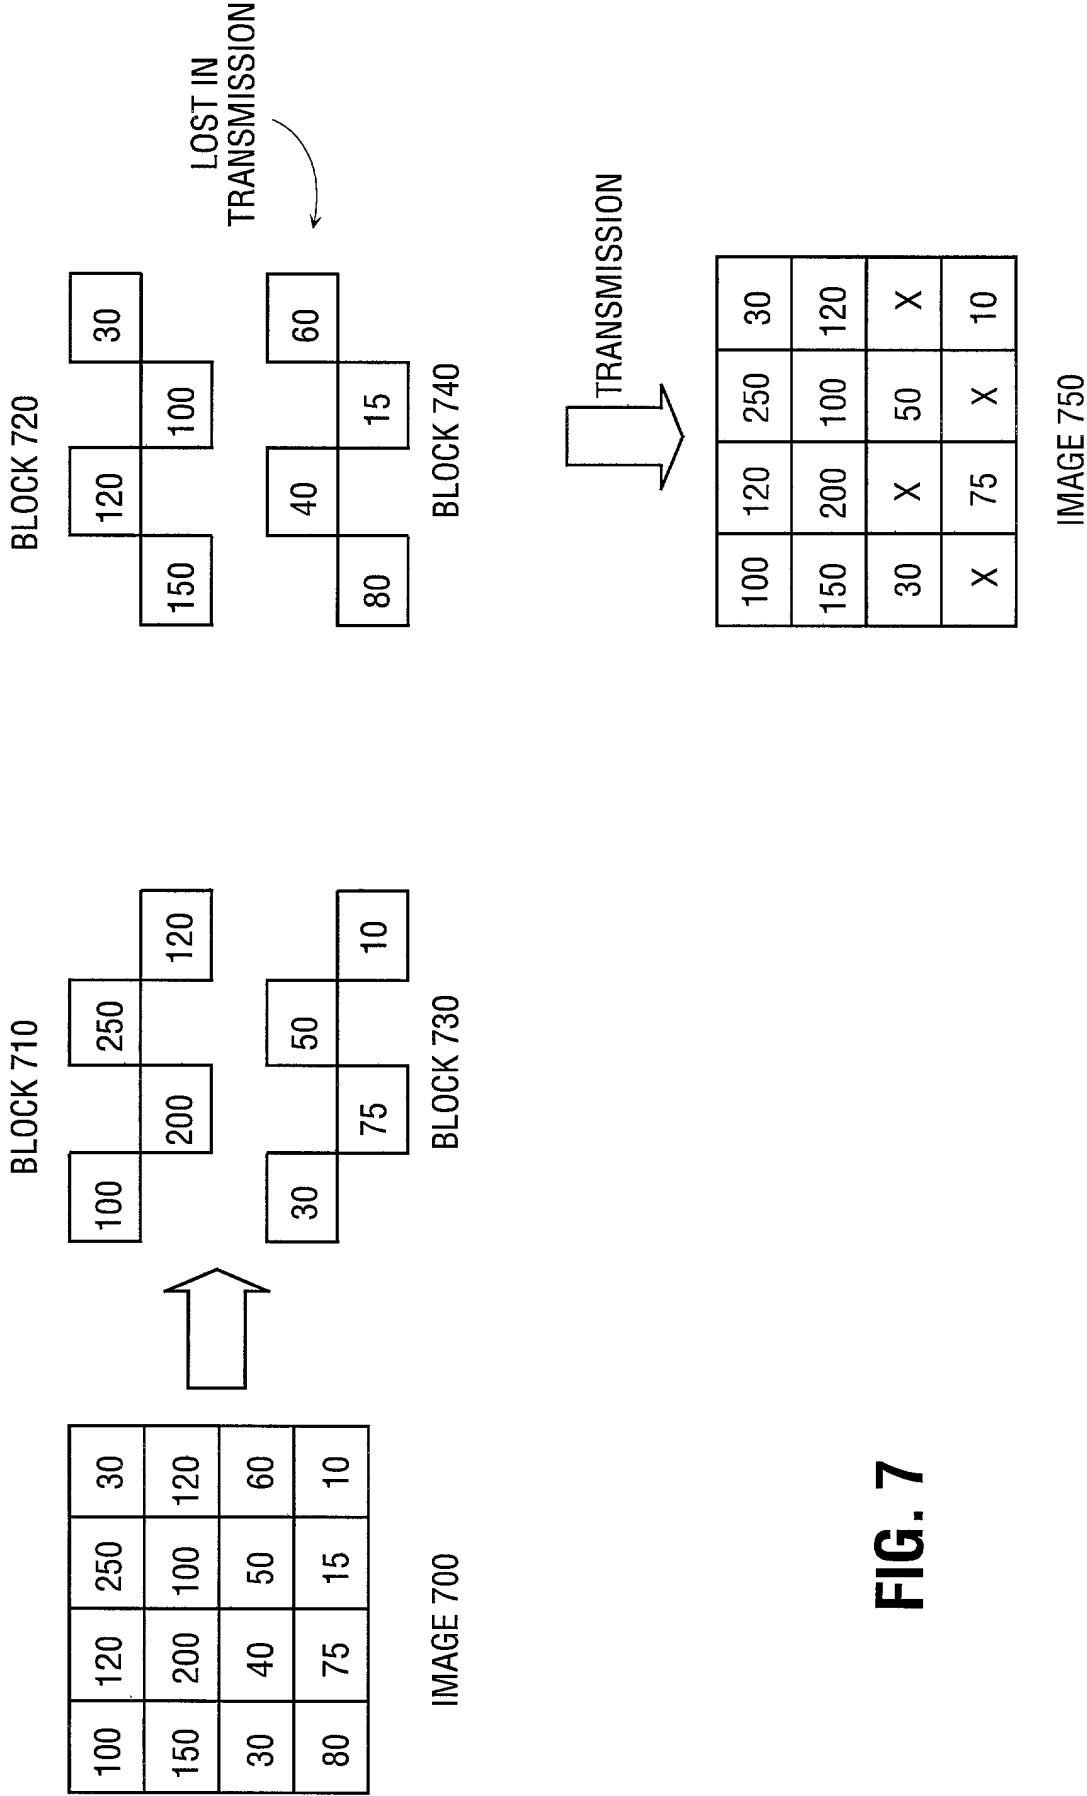 BLOCK 710
BLOCK 720
100 120 250 30
150 200 100 120
30 40 50 60
80 75 15 10
IMAGE 700
100 250
200 120
30 50
75 10
BLOCK 730
120 30
150 100
40 60
80 15
BLOCK 740
LOST IN
TRANSMISSION
TRANSMISSION
100 120 250 30
150 200 100 120
30 X 50 X
X 75 X 10
IMAGE 750
FIG. 7